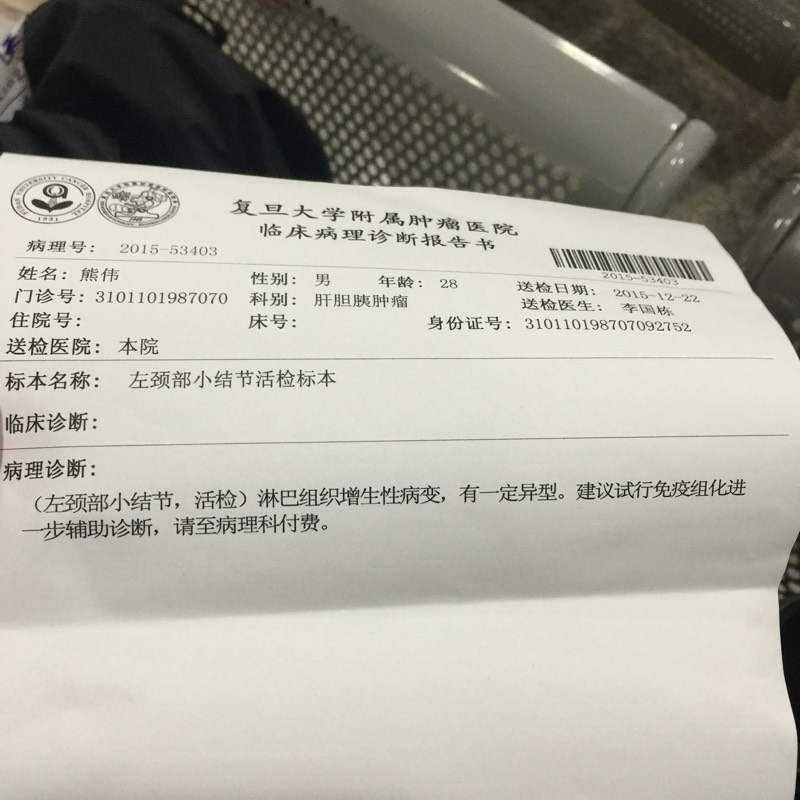 FUDAN UNIVERSITY CANCER HOSPITAL
1931
复旦大学附属肿瘤医院
临床病理诊断报告书
病理号: 2015-53403
2015-53403
姓名: 熊伟 性别: 男 年龄: 28 送检日期: 2015-12-22
门诊号: 3101101987070 科别: 肝胆胰肿瘤 送检医生: 李国栋
住院号: 床号: 身份证号: 310110198707092752
送检医院: 本院
标本名称: 左颈部小结节活检标本
临床诊断:
病理诊断:
（左颈部小结节，活检）淋巴组织增生性病变，有一定异型。建议试行免疫组化进
一步辅助诊断，请至病理科付费。